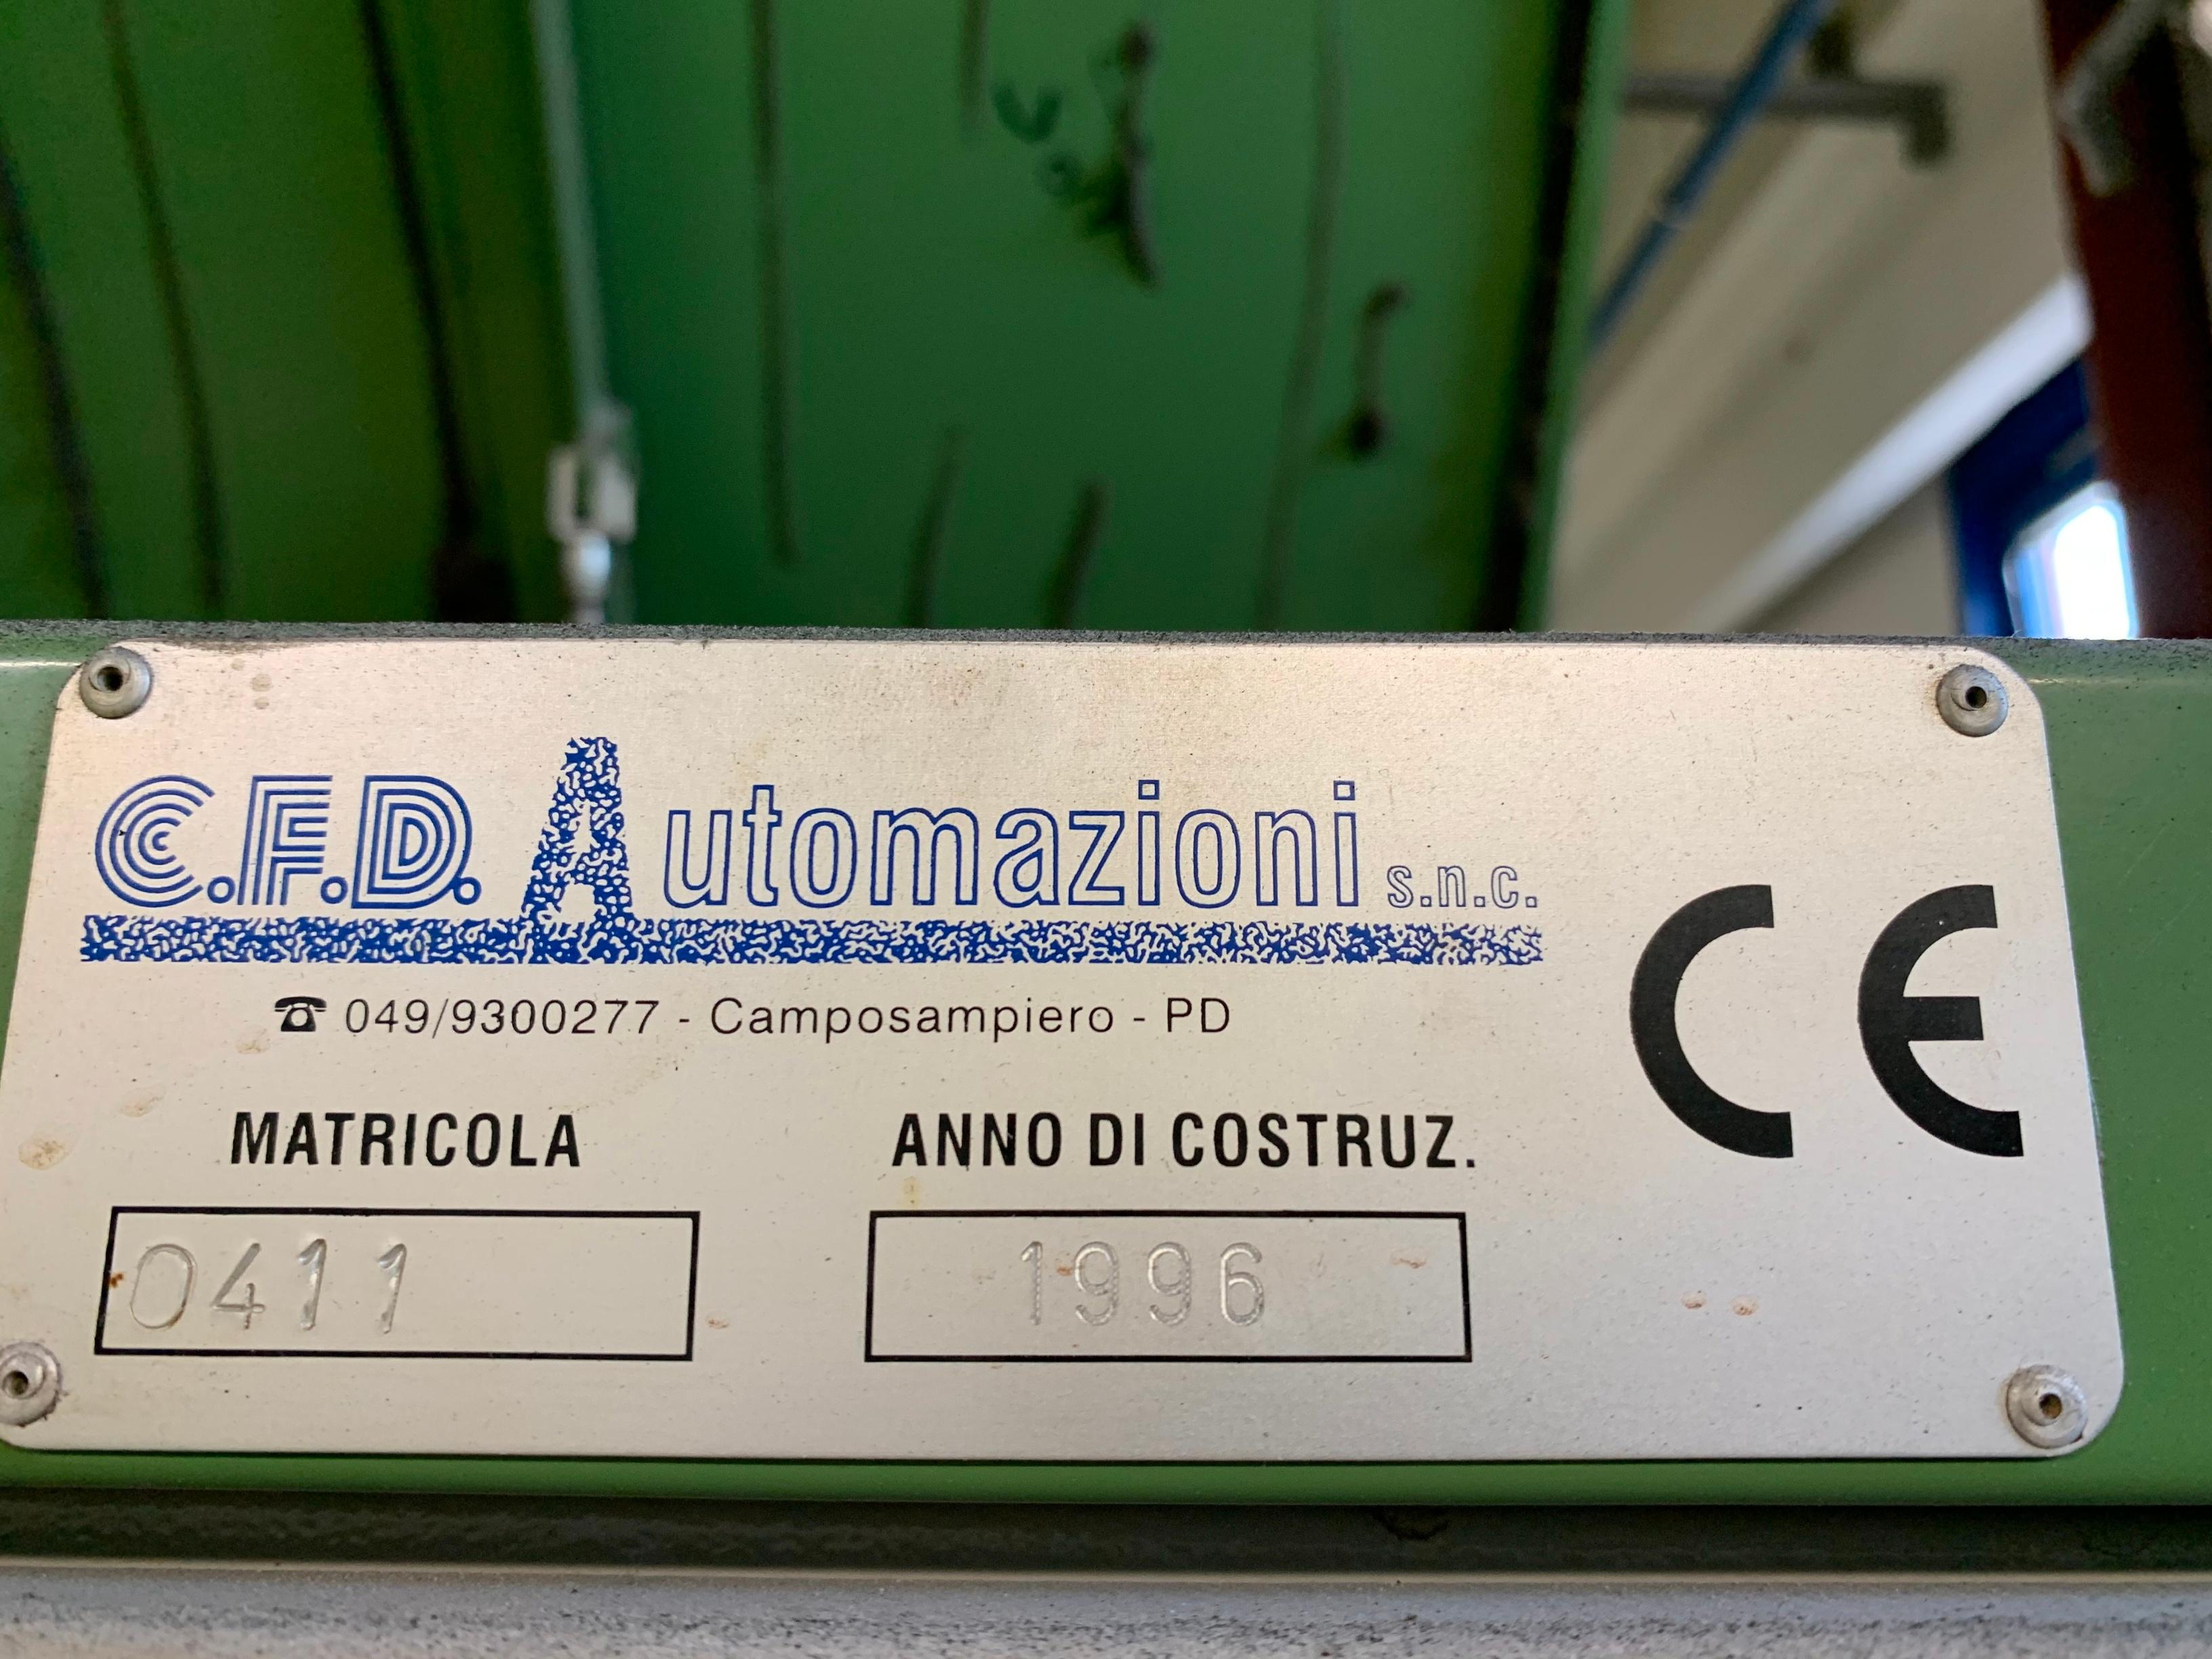 C.F.D. Automazioni s.n.c.
☎ 049/9300277 - Camposampiero - PD
CE
MATRICOLA ANNO DI COSTRUZ.
0411 1996